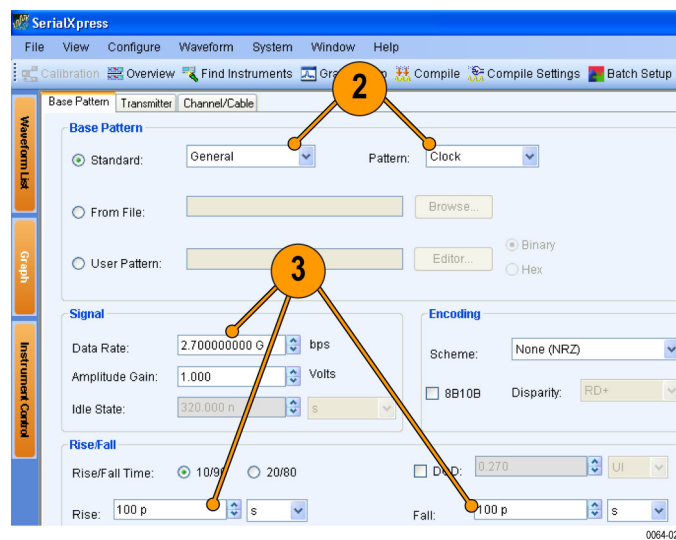 SerialXpress
File View Configure Waveform System Window Help
Calibration Overview Find Instruments Compile Compile Settings Batch Setup
Base Pattern Transmitter Channel/Cable
2
Waveform List
Graph
Instrument Control
Base Pattern
Standard: General Pattern: Clock
From File: Browse...
User Pattern: Editor... Binary
Hex
3
Signal
Data Rate: 2.700000000 G bps
Amplitude Gain: 1.000 Volts
Idle State: 320.000 n s
Encoding
Scheme: None (NRZ)
8B10B Disparity: RD+
Rise/Fall
Rise/Fall Time: 10/90 20/80 DCD: 0.270 UI
Rise: 100 p s Fall: 100 p s
0064-02